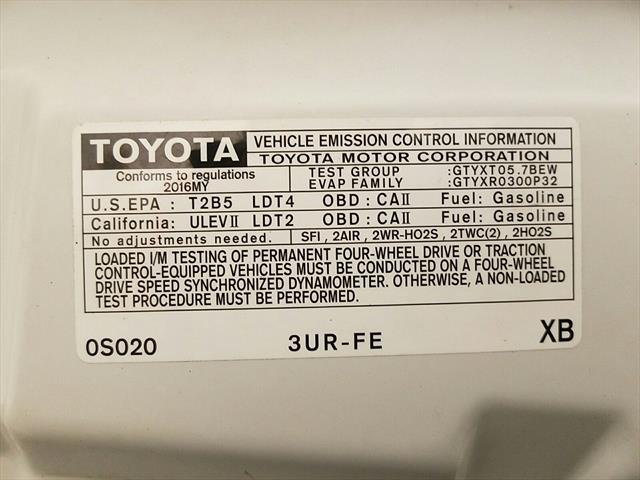 TOYOTA VEHICLE EMISSION CONTROL INFORMATION
TOYOTA MOTOR CORPORATION
Conforms to regulations
2016MY
TEST GROUP :GTYXT05.7BEW
EVAP FAMILY :GTYXR0300P32
U.S.EPA : T2B5 LDT4 OBD : CAII Fuel: Gasoline
California: ULEVII LDT2 OBD : CAII Fuel: Gasoline
No adjustments needed. SFI , 2AIR , 2WR-HO2S , 2TWC(2) , 2HO2S
LOADED I/M TESTING OF PERMANENT FOUR-WHEEL DRIVE OR TRACTION
CONTROL-EQUIPPED VEHICLES MUST BE CONDUCTED ON A FOUR-WHEEL
DRIVE SPEED SYNCHRONIZED DYNAMOMETER. OTHERWISE, A NON-LOADED
TEST PROCEDURE MUST BE PERFORMED.
0S020 3UR-FE XB